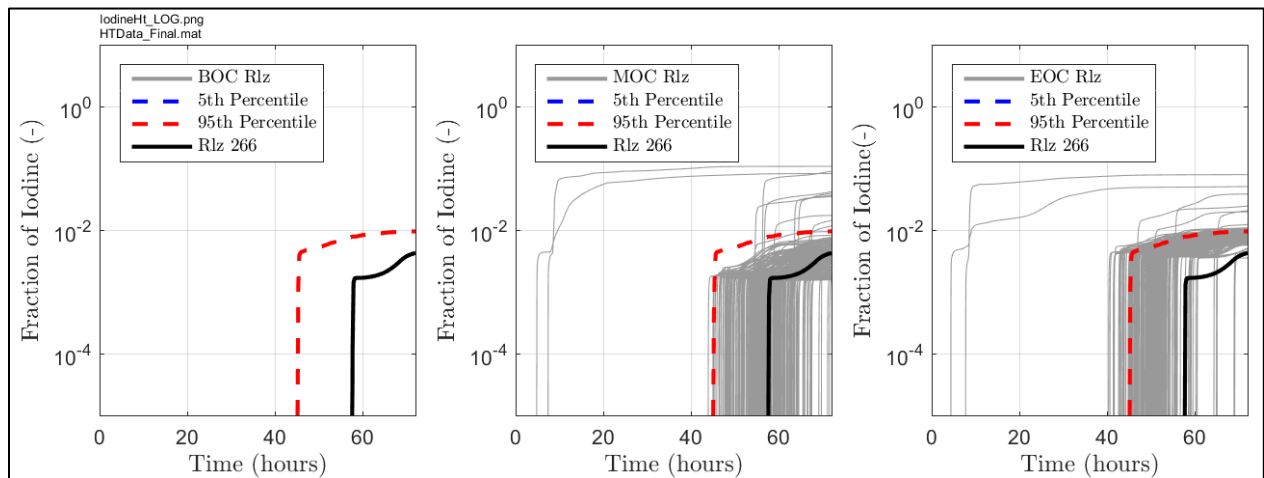 IodineHt_LOG.png
HTData_Final.mat
BOC Rlz
5th Percentile
95th Percentile
Rlz 266
Fraction of Iodine (-)
10^0
10^-2
10^-4
0
20
40
60
Time (hours)
MOC Rlz
5th Percentile
95th Percentile
Rlz 266
Fraction of Iodine (-)
10^0
10^-2
10^-4
0
20
40
60
Time (hours)
EOC Rlz
5th Percentile
95th Percentile
Rlz 266
Fraction of Iodine(-)
10^0
10^-2
10^-4
0
20
40
60
Time (hours)